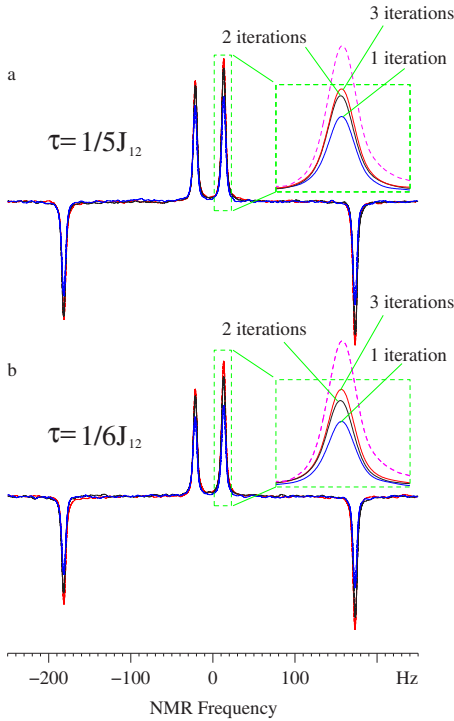 3 iterations
2 iterations
1 iteration
a
τ= 1/5J₁₂
3 iterations
2 iterations
1 iteration
b
τ= 1/6J₁₂
−200 −100 0 100 Hz
NMR Frequency